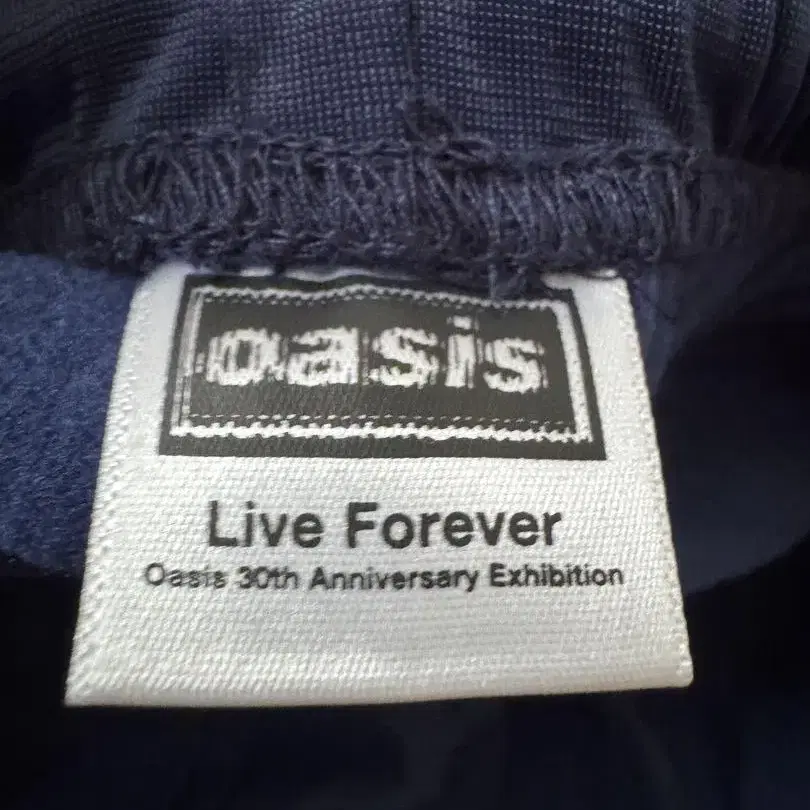 oasis
Live Forever
Oasis 30th Anniversary Exhibition